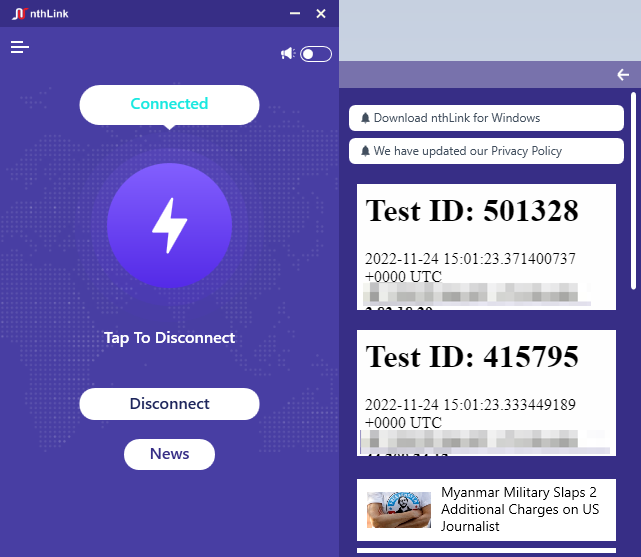 nthLink
Connected
Tap To Disconnect
Disconnect
News
Download nthLink for Windows
We have updated our Privacy Policy
Test ID: 501328
2022-11-24 15:01:23.371400737
+0000 UTC
Test ID: 415795
2022-11-24 15:01:23.333449189
+0000 UTC
Myanmar Military Slaps 2
Additional Charges on US
Journalist